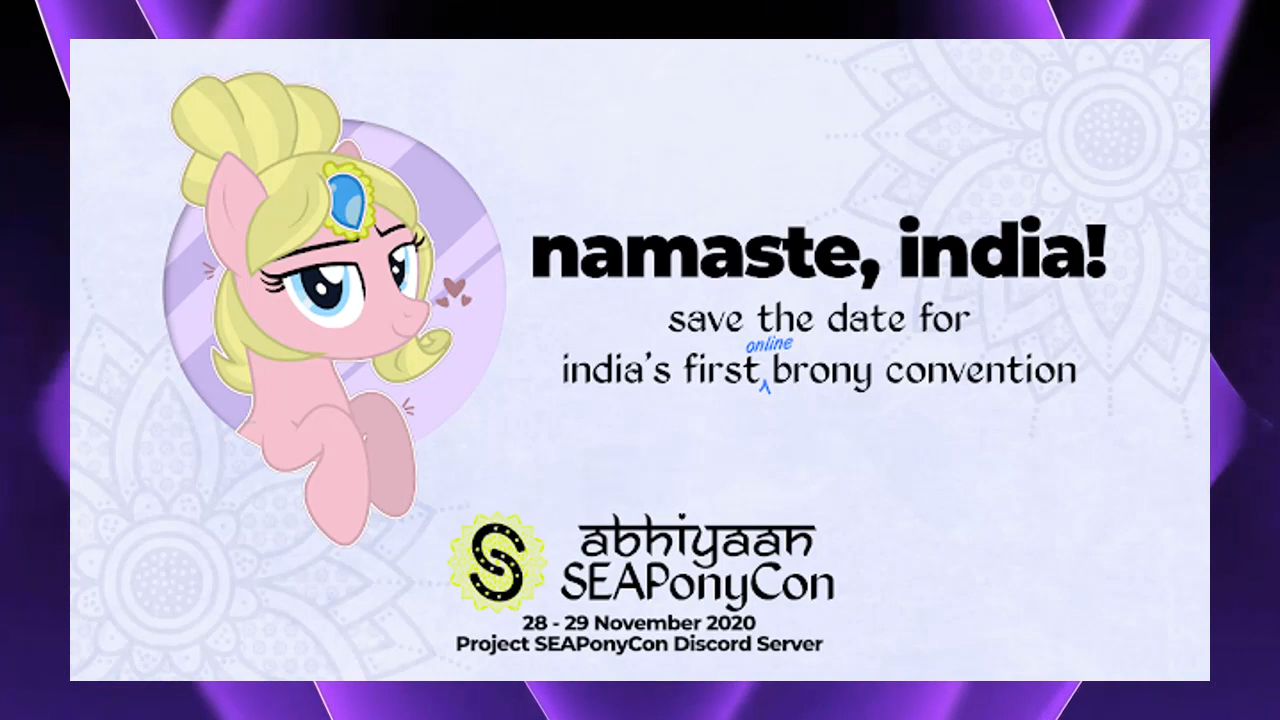 namaste, india!
save the date for
online
india's first brony convention
abhiyaan
SEAPonyCon
28 - 29 November 2020
Project SEAPonyCon Discord Server